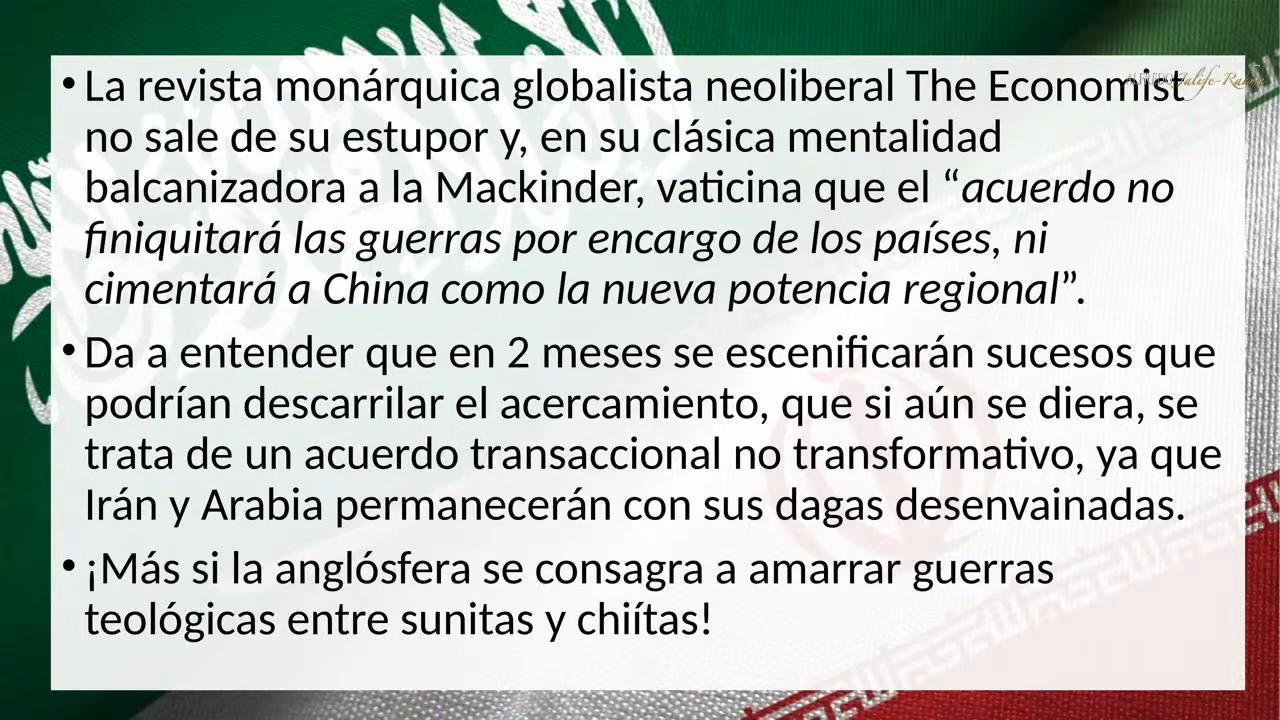 • La revista monárquica globalista neoliberal The Economist
no sale de su estupor y, en su clásica mentalidad
balcanizadora a la Mackinder, vaticina que el “acuerdo no
finiquitará las guerras por encargo de los países, ni
cimentará a China como la nueva potencia regional”.
• Da a entender que en 2 meses se escenificarán sucesos que
podrían descarrilar el acercamiento, que si aún se diera, se
trata de un acuerdo transaccional no transformativo, ya que
Irán y Arabia permanecerán con sus dagas desenvainadas.
• ¡Más si la anglósfera se consagra a amarrar guerras
teológicas entre sunitas y chiítas!